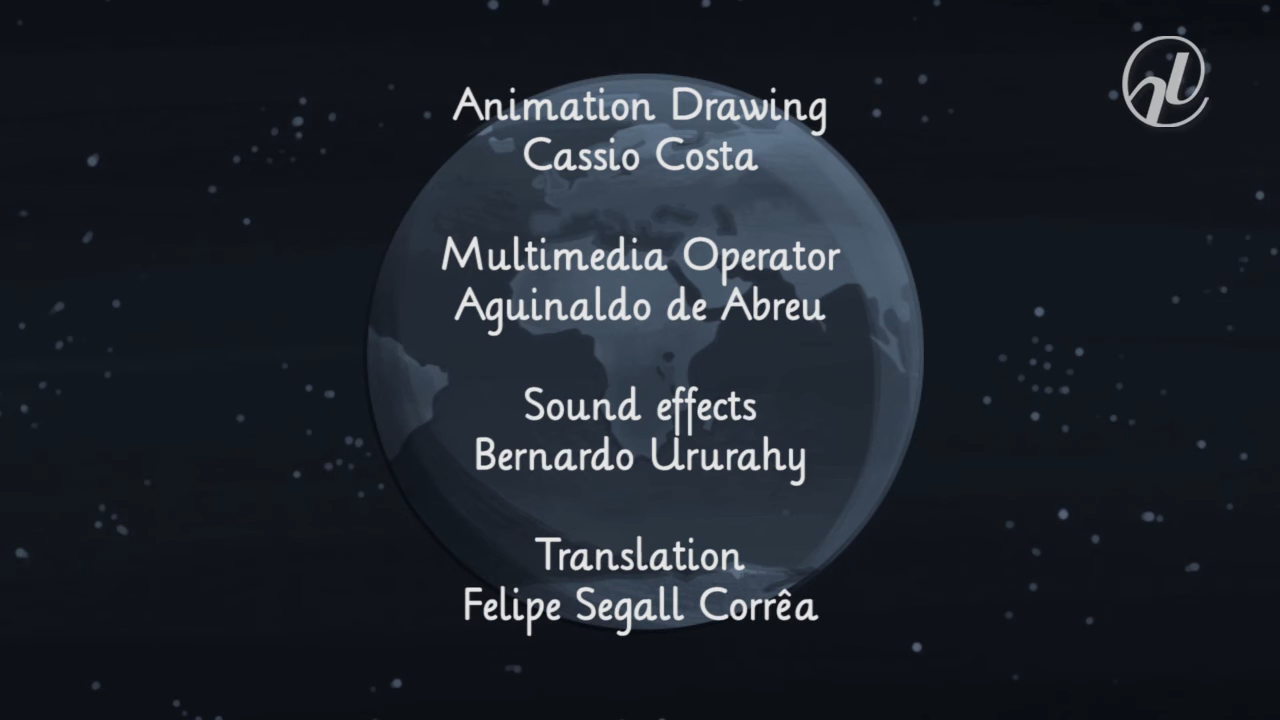 Animation Drawing
Cassio Costa
Multimedia Operator
Aguinaldo de Abreu
Sound effects
Bernardo Ururahy
Translation
Felipe Segall Corrêa